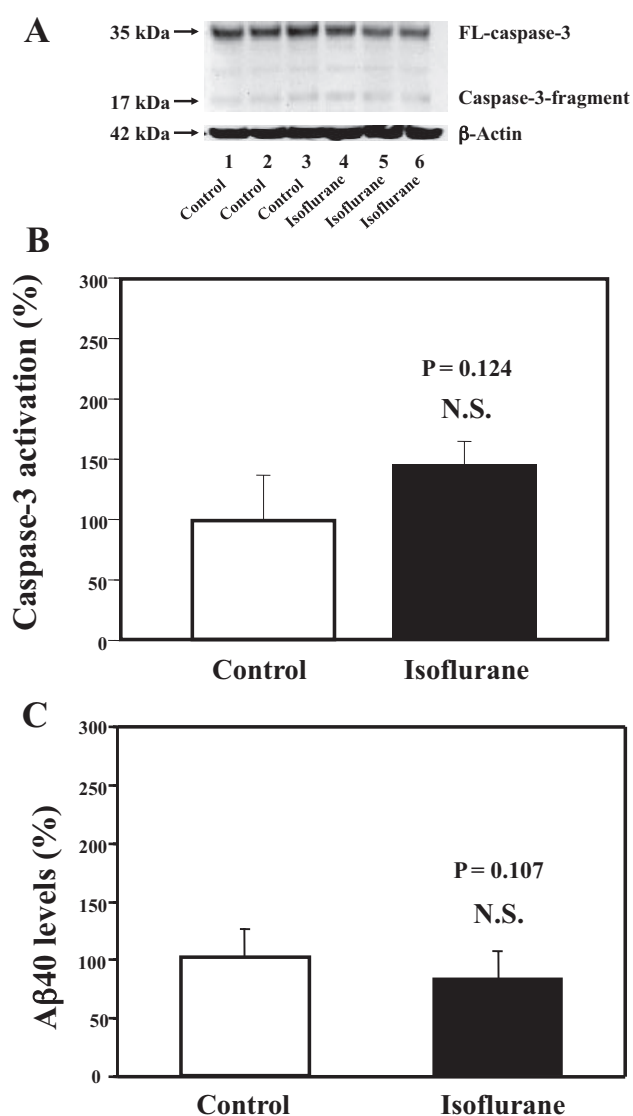 A
35 kDa → FL-caspase-3
17 kDa → Caspase-3-fragment
42 kDa → β-Actin
1 2 3 4 5 6
Control Control Control Isoflurane Isoflurane Isoflurane
B
Caspase-3 activation (%)
300
250
200
150
100
50
0
P = 0.124
N.S.
Control Isoflurane
C
Aβ40 levels (%)
300
250
200
150
100
50
0
P = 0.107
N.S.
Control Isoflurane